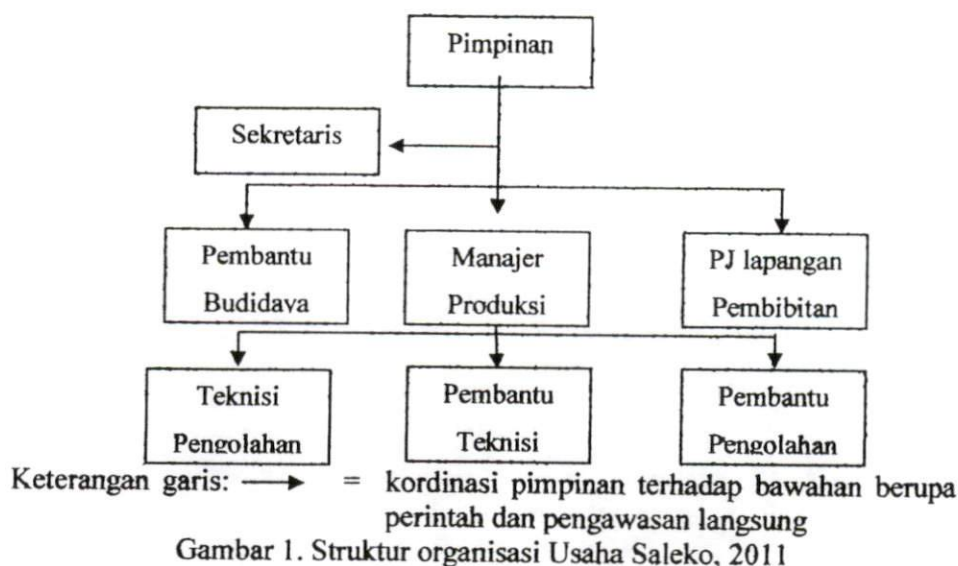 Pimpinan
Sekretaris
Pembantu
Budidaya
Manajer
Produksi
PJ lapangan
Pembibitan
Teknisi
Pengolahan
Pembantu
Teknisi
Pembantu
Pengolahan
Keterangan garis: ⟶ = kordinasi pimpinan terhadap bawahan berupa
perintah dan pengawasan langsung
Gambar 1. Struktur organisasi Usaha Saleko, 2011